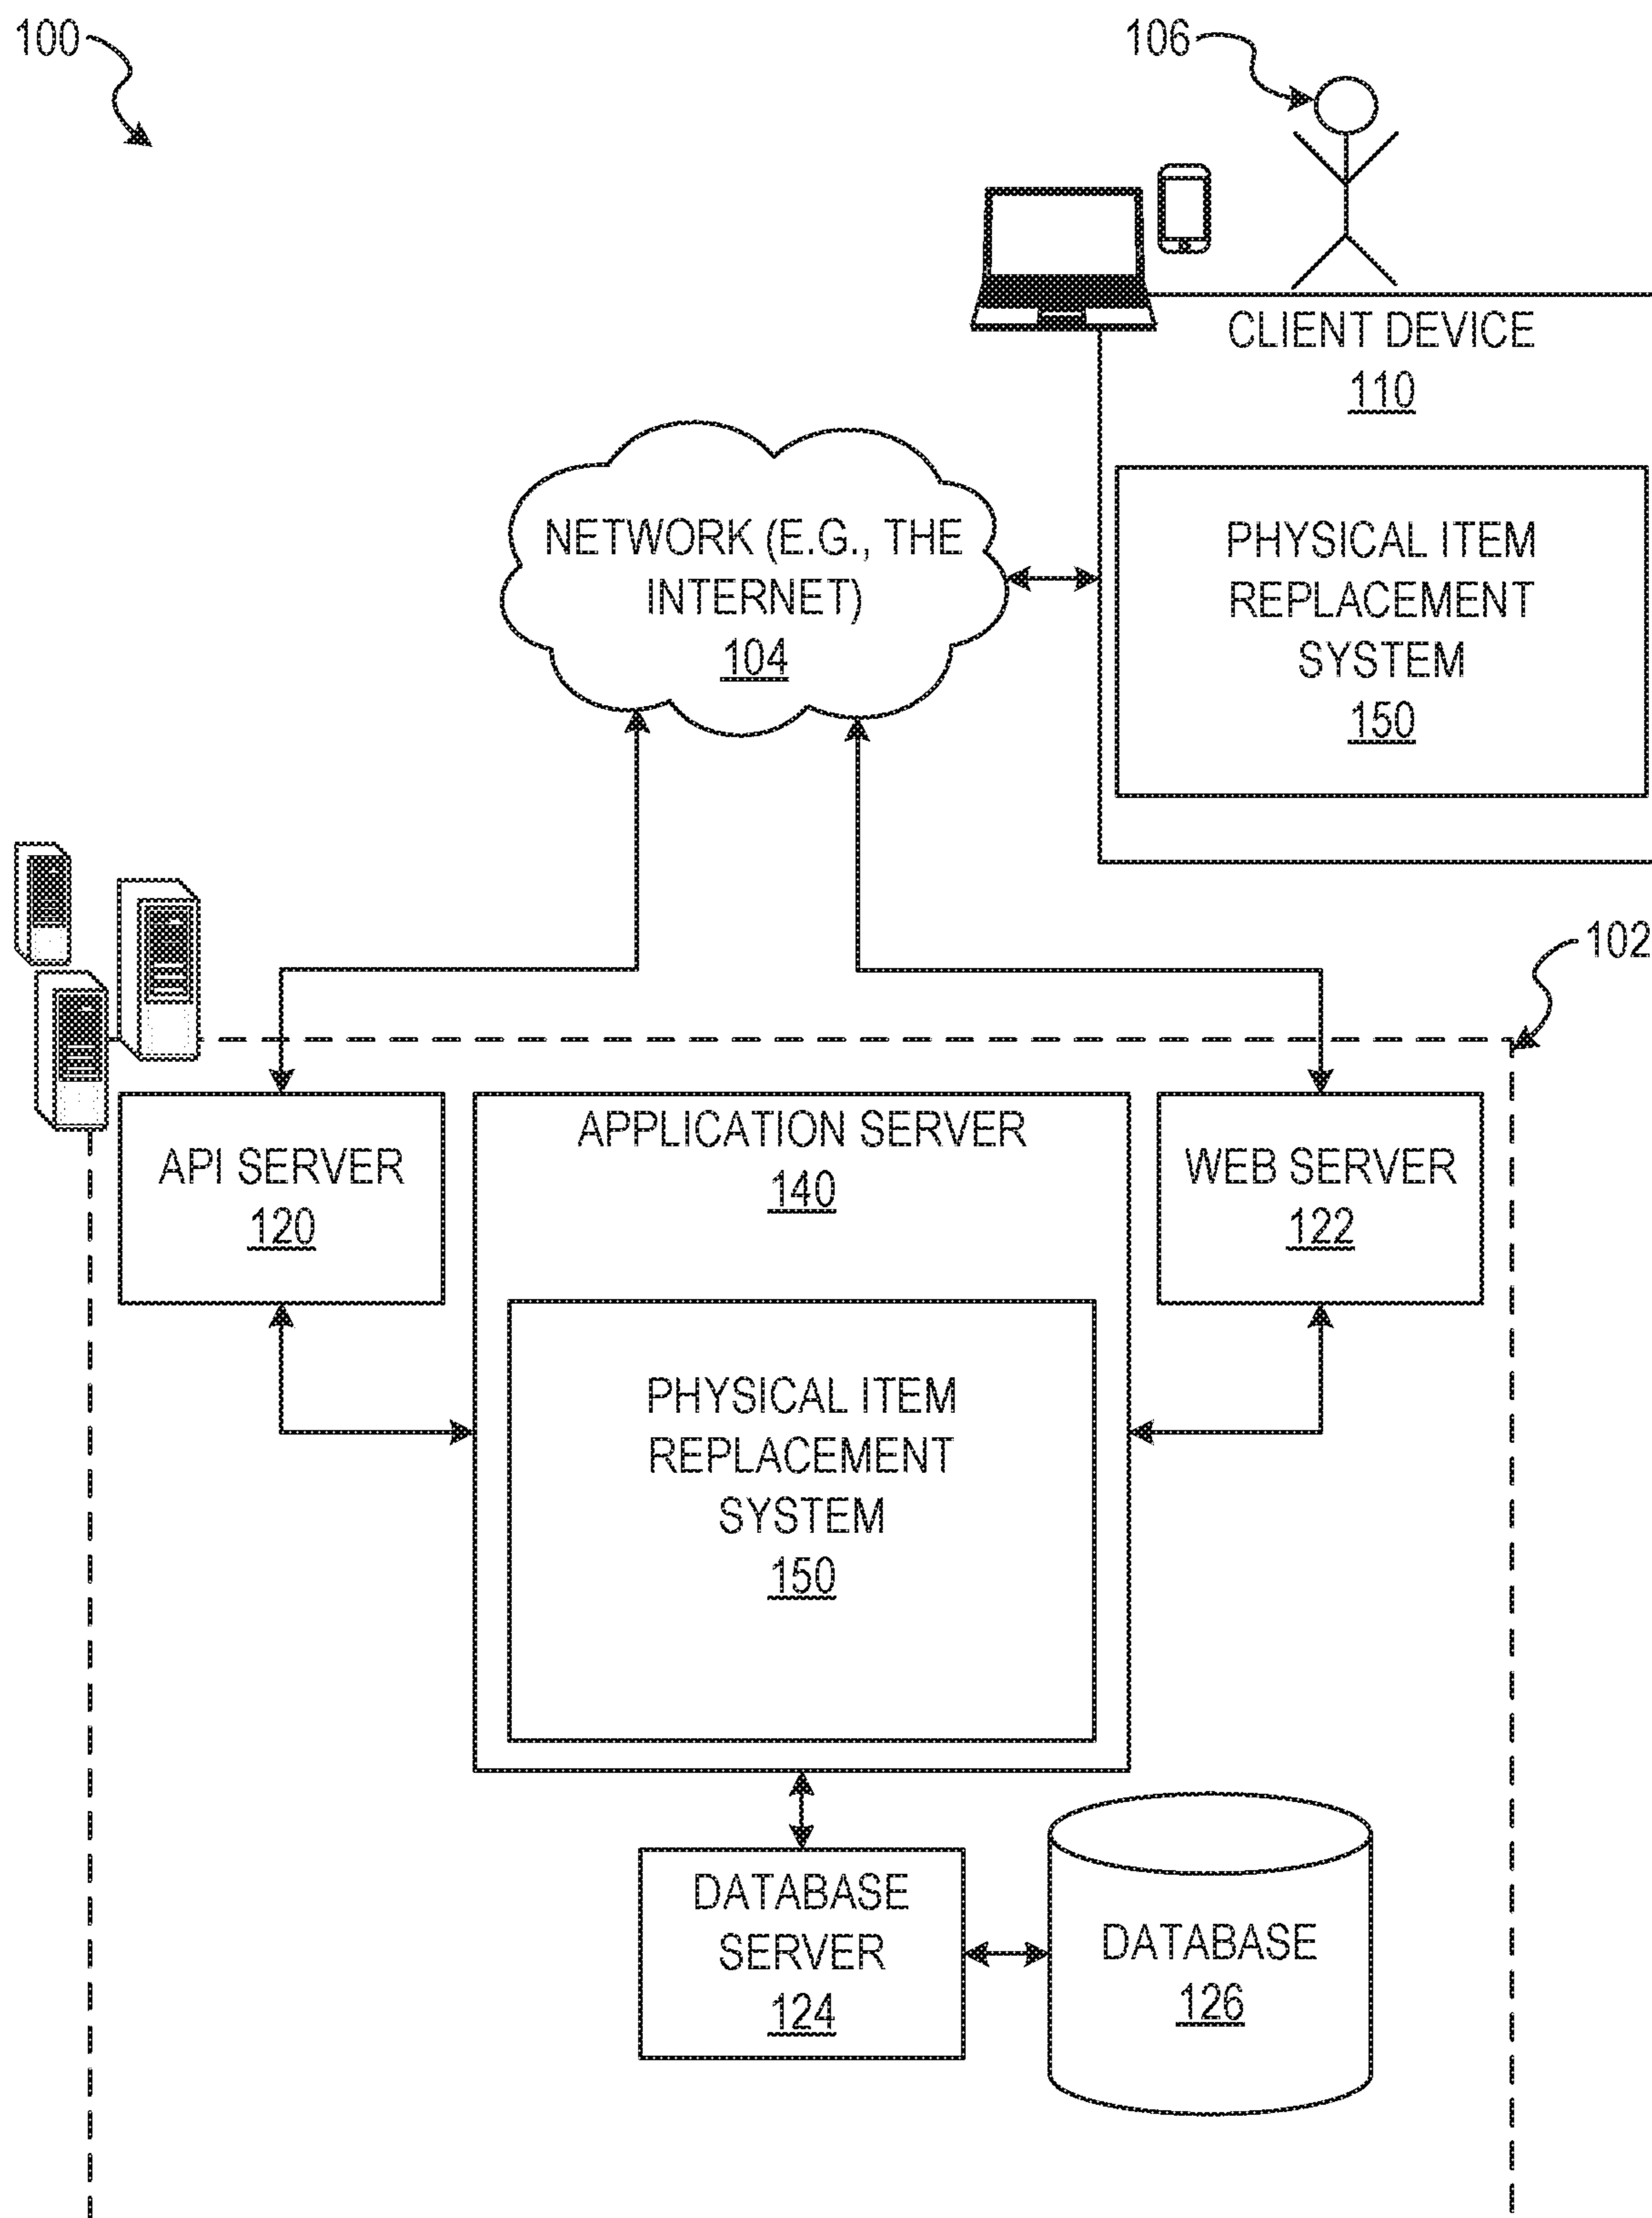 100
106
CLIENT DEVICE
110
NETWORK (E.G., THE
INTERNET)
104
PHYSICAL ITEM
REPLACEMENT
SYSTEM
150
102
API SERVER
120
APPLICATION SERVER
140
WEB SERVER
122
PHYSICAL ITEM
REPLACEMENT
SYSTEM
150
DATABASE
SERVER
124
DATABASE
126